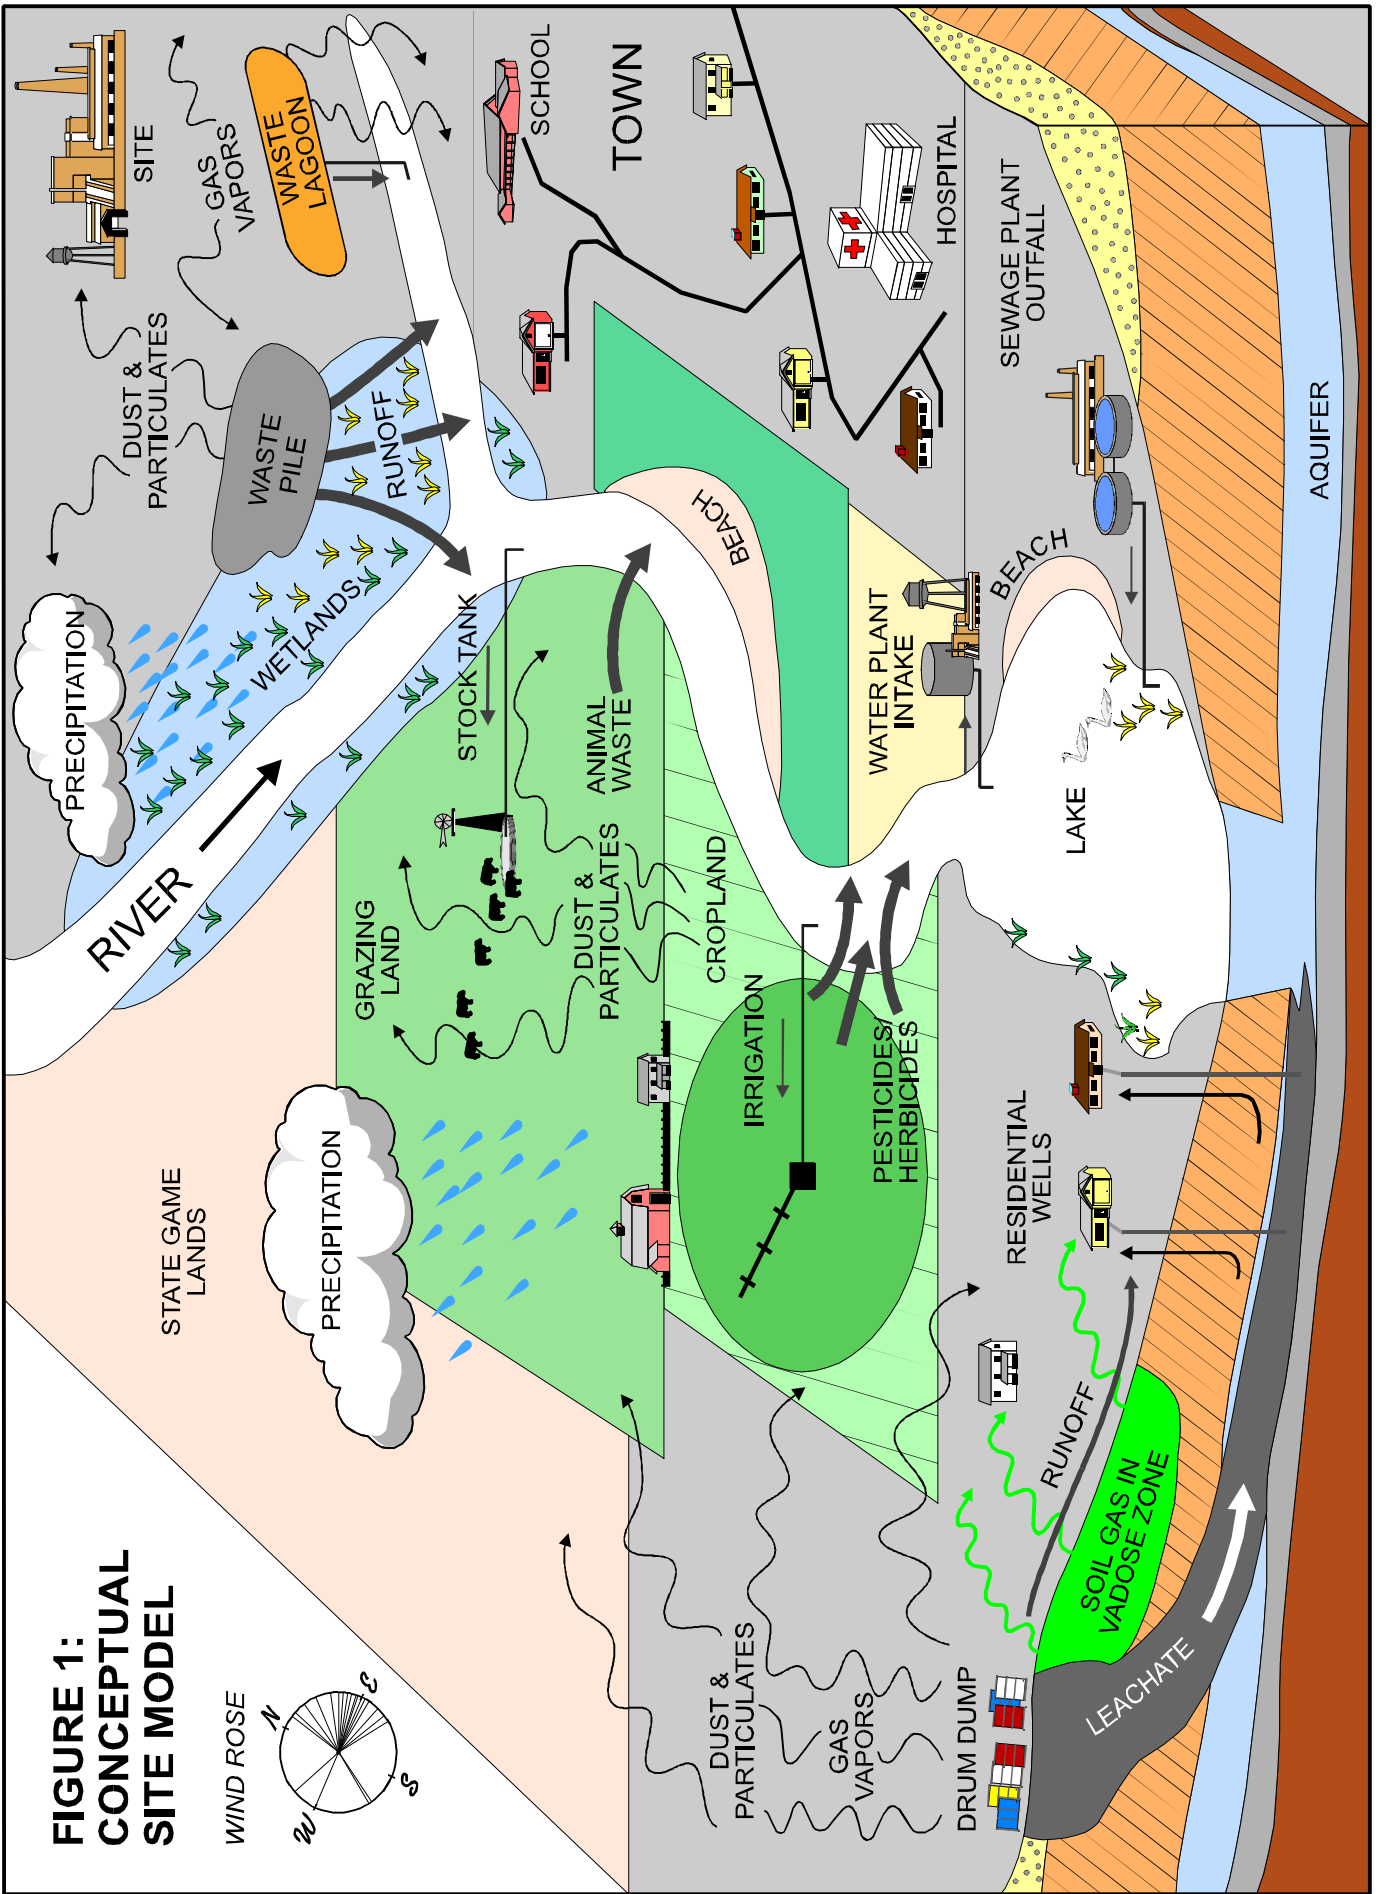 FIGURE 1:
CONCEPTUAL
SITE MODEL
WIND ROSE
N
E
S
W
STATE GAME
LANDS
PRECIPITATION
RIVER
PRECIPITATION
WETLANDS
DUST &
PARTICULATES
WASTE
PILE
RUNOFF
GAS
VAPORS
SITE
WASTE
LAGOON
SCHOOL
TOWN
HOSPITAL
GRAZING
LAND
STOCK TANK
ANIMAL
WASTE
DUST &
PARTICULATES
CROPLAND
BEACH
IRRIGATION
PESTICIDES/
HERBICIDES
WATER PLANT
INTAKE
BEACH
SEWAGE PLANT
OUTFALL
LAKE
RESIDENTIAL
WELLS
DUST &
PARTICULATES
GAS
VAPORS
DRUM DUMP
RUNOFF
SOIL GAS IN
VADOSE ZONE
LEACHATE
AQUIFER